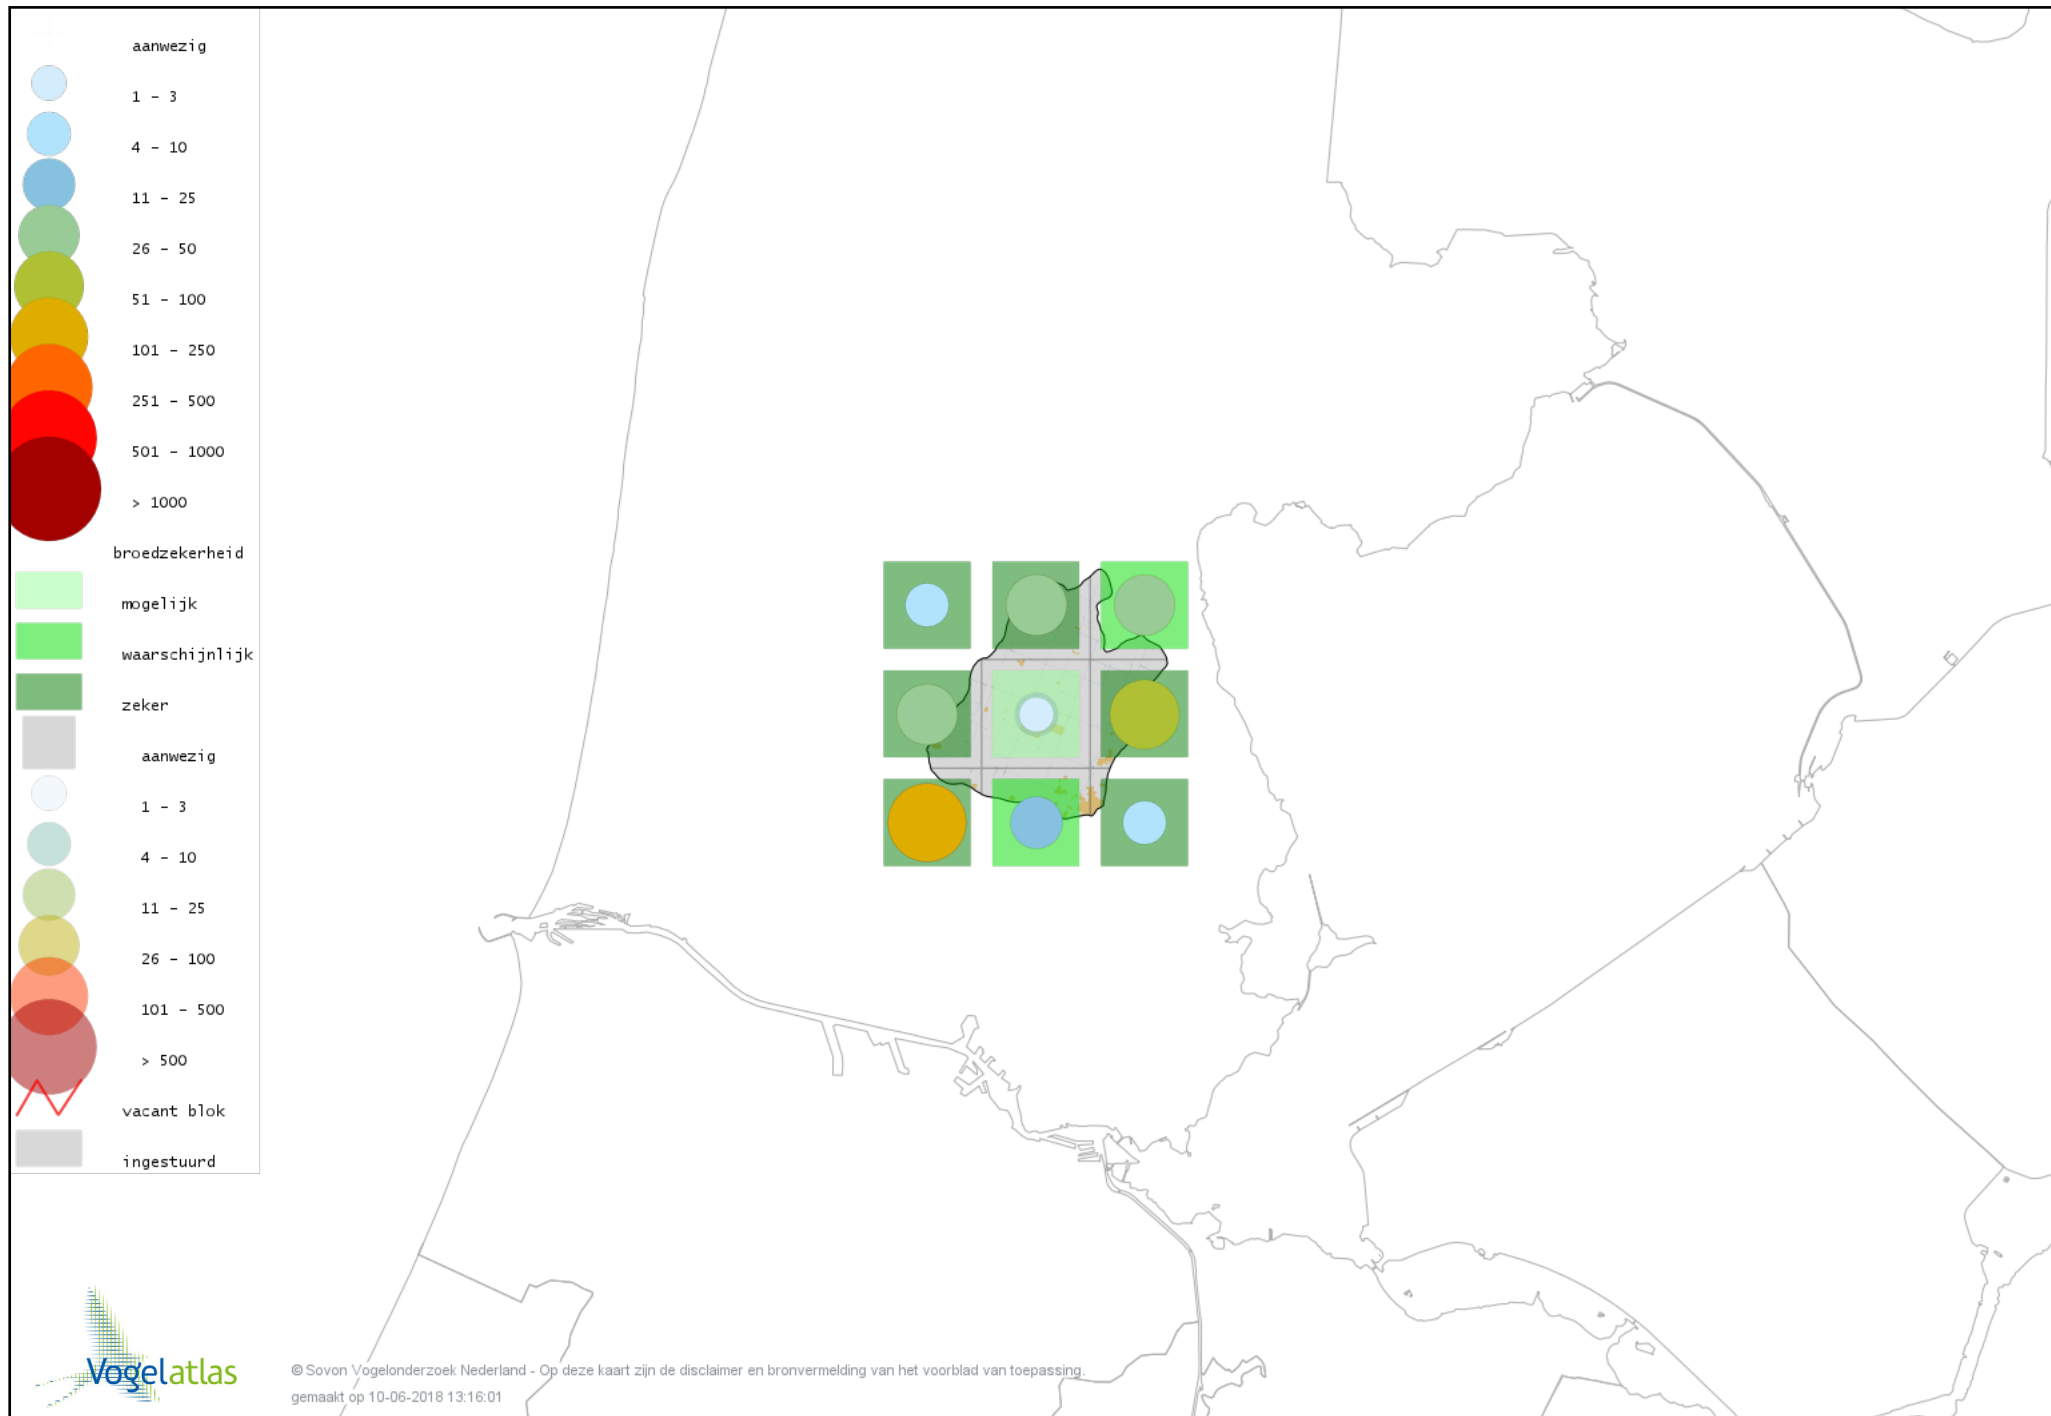 aanwezig
1 - 3
4 - 10
11 - 25
26 - 50
51 - 100
101 - 250
251 - 500
501 - 1000
> 1000
broedzekerheid
mogelijk
waarschijnlijk
zeker
aanwezig
1 - 3
4 - 10
11 - 25
26 - 100
101 - 500
> 500
vacant blok
ingestuurd
Vogelatlas
© Sovon Vogelonderzoek Nederland - Op deze kaart zijn de disclaimer en bronvermelding van het voorblad van toepassing.
gemaakt op 10-06-2018 13:16:01